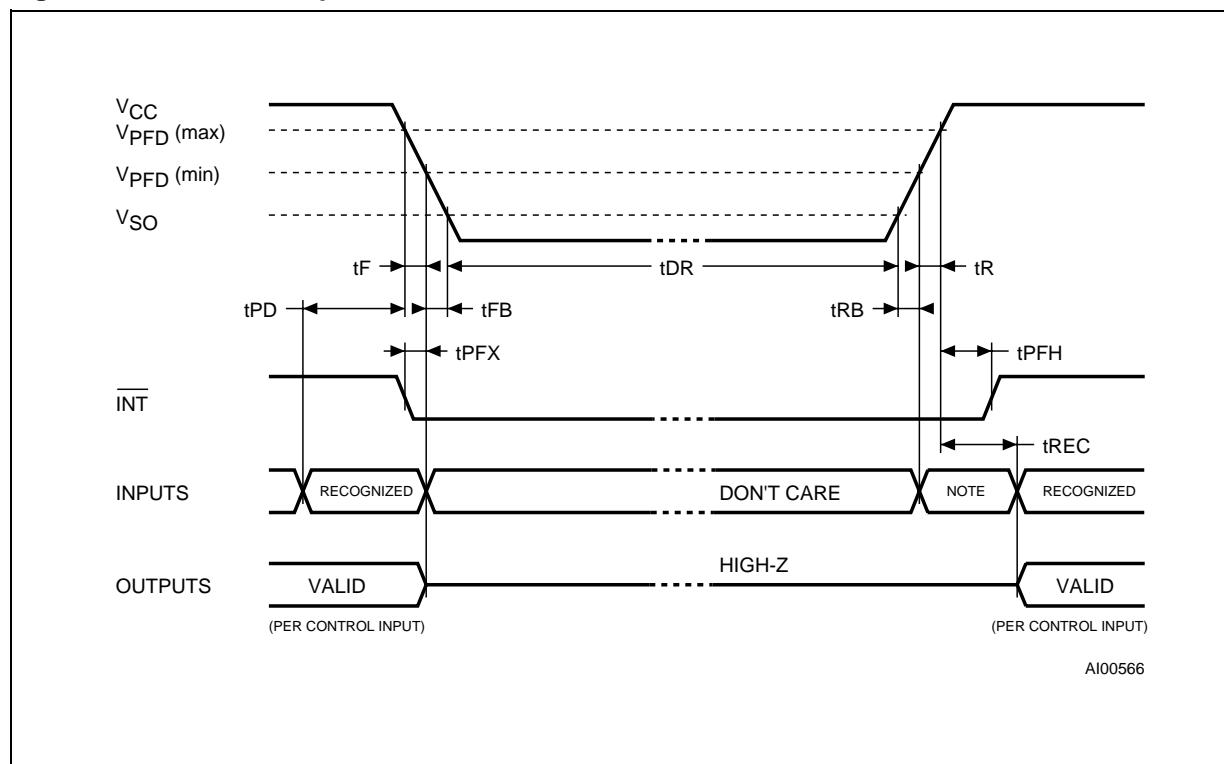 VCC
VPFD (max)
VPFD (min)
VSO
tF
tDR
tR
tPD
tFB
tRB
tPFX
tPFH
INT
tREC
INPUTS
RECOGNIZED
DON'T CARE
NOTE
RECOGNIZED
HIGH-Z
OUTPUTS
VALID
VALID
(PER CONTROL INPUT)
(PER CONTROL INPUT)
AI00566